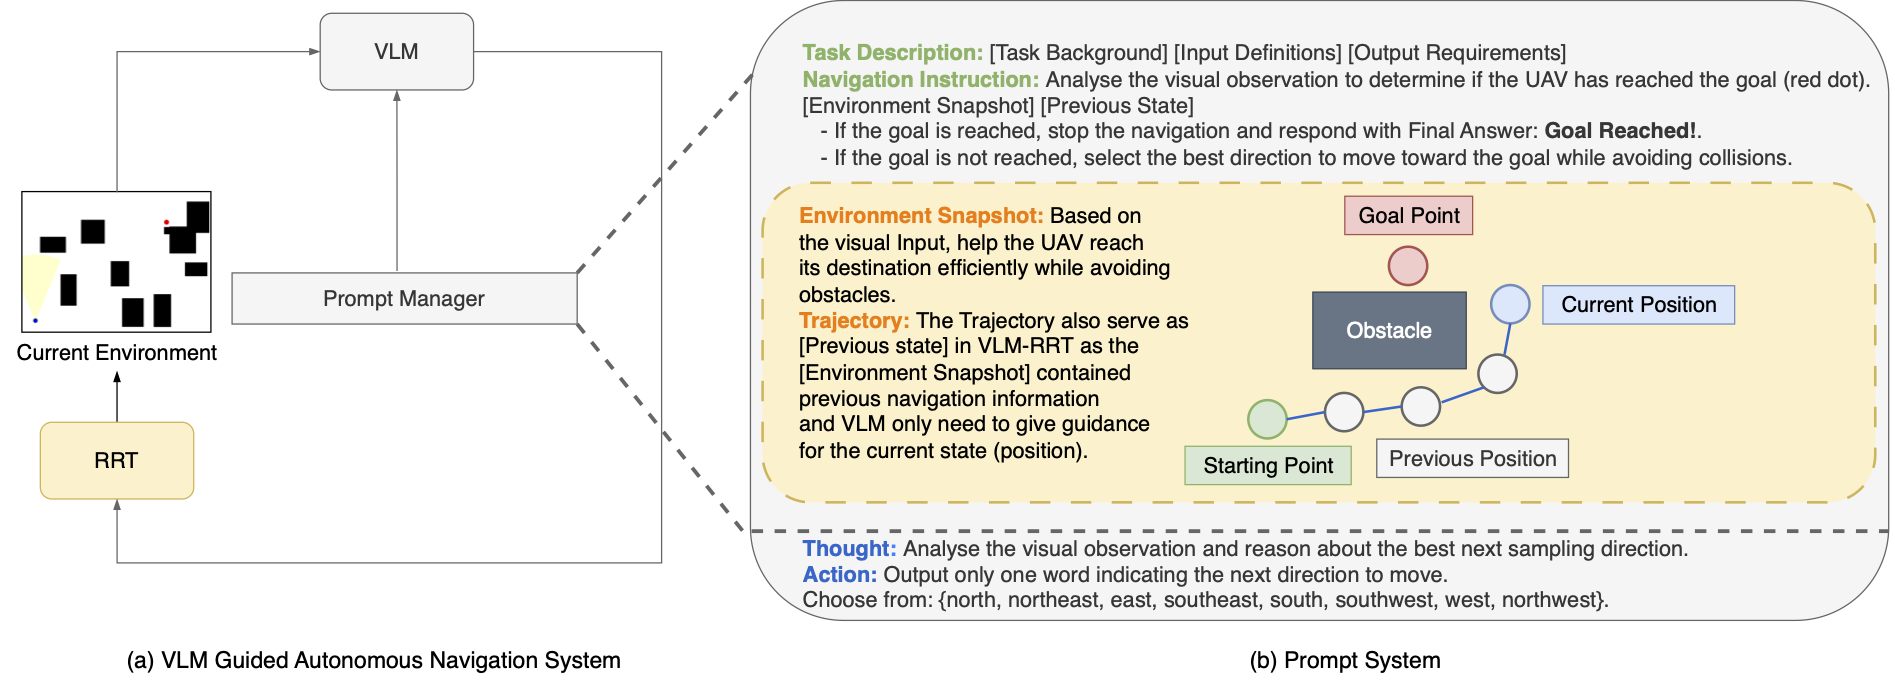 VLM
Prompt Manager
Current Environment
RRT
(a) VLM Guided Autonomous Navigation System
Task Description: [Task Background] [Input Definitions] [Output Requirements]
Navigation Instruction: Analyse the visual observation to determine if the UAV has reached the goal (red dot).
[Environment Snapshot] [Previous State]
- If the goal is reached, stop the navigation and respond with Final Answer: Goal Reached!.
- If the goal is not reached, select the best direction to move toward the goal while avoiding collisions.
Environment Snapshot: Based on
the visual Input, help the UAV reach
its destination efficiently while avoiding
obstacles.
Trajectory: The Trajectory also serve as
[Previous state] in VLM-RRT as the
[Environment Snapshot] contained
previous navigation information
and VLM only need to give guidance
for the current state (position).
Goal Point
Obstacle
Current Position
Starting Point
Previous Position
Thought: Analyse the visual observation and reason about the best next sampling direction.
Action: Output only one word indicating the next direction to move.
Choose from: {north, northeast, east, southeast, south, southwest, west, northwest}.
(b) Prompt System